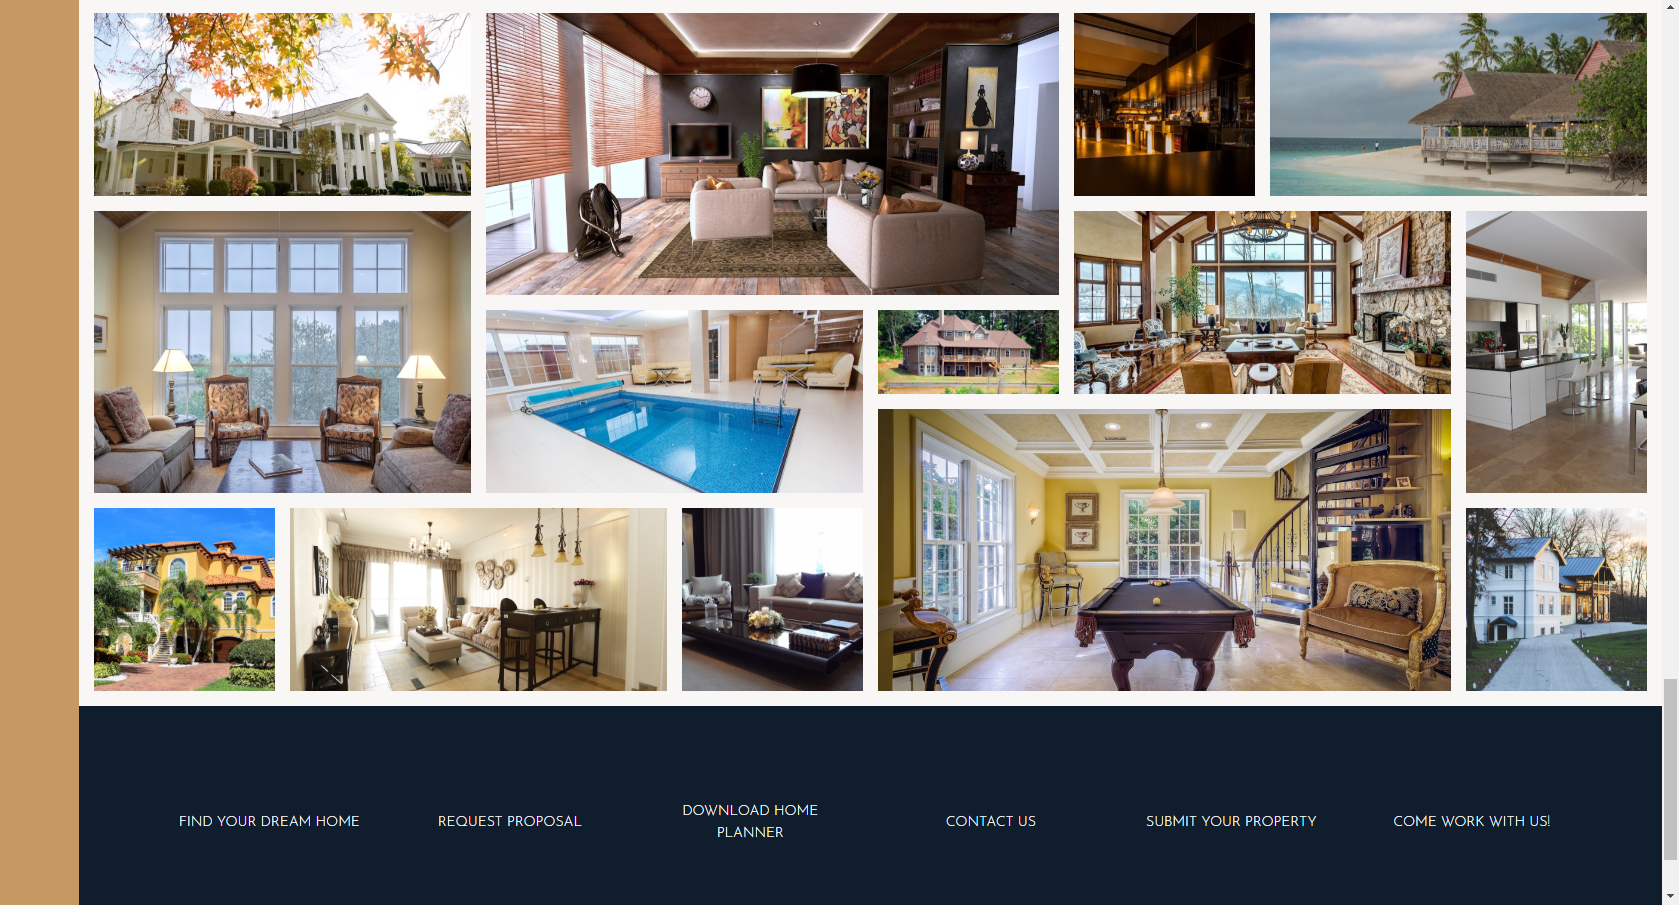 FIND YOUR DREAM HOME
REQUEST PROPOSAL
DOWNLOAD HOME
PLANNER
CONTACT US
SUBMIT YOUR PROPERTY
COME WORK WITH US!